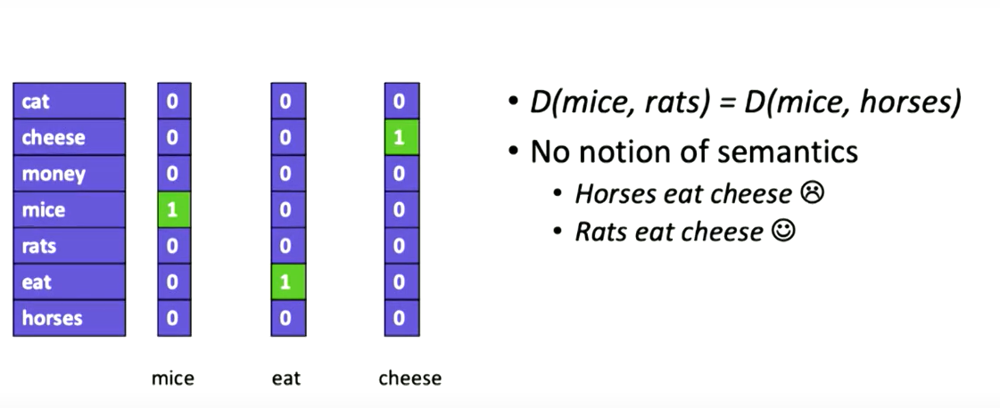 cat 0 0 0
cheese 0 0 1
money 0 0 0
mice 1 0 0
rats 0 0 0
eat 0 1 0
horses 0 0 0
mice eat cheese
• D(mice, rats) = D(mice, horses)
• No notion of semantics
• Horses eat cheese ☹
• Rats eat cheese ☺